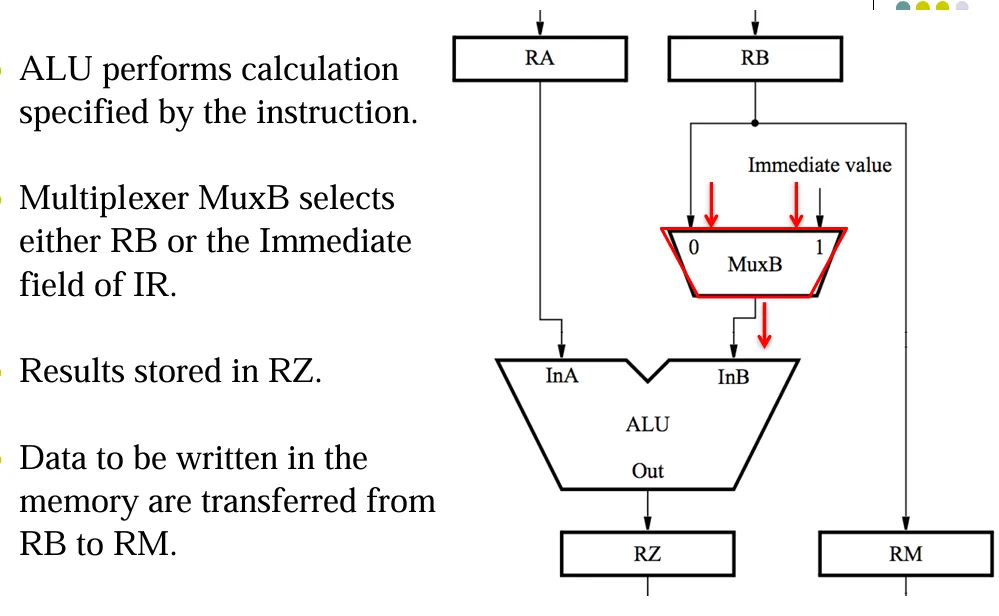 ALU performs calculation
specified by the instruction.
Multiplexer MuxB selects
either RB or the Immediate
field of IR.
Results stored in RZ.
Data to be written in the
memory are transferred from
RB to RM.
RA
RB
Immediate value
0
1
MuxB
InA
InB
ALU
Out
RZ
RM